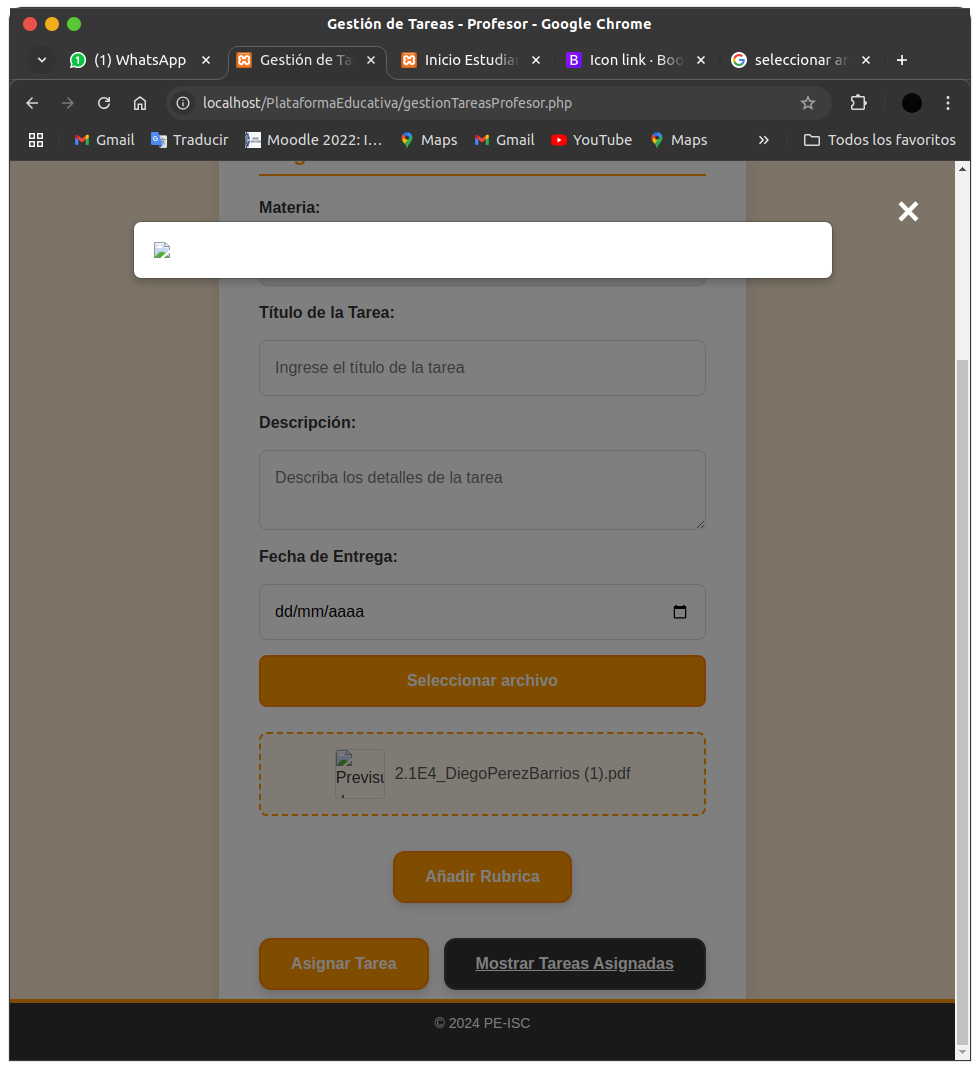 Gestión de Tareas - Profesor - Google Chrome
(1) WhatsApp
Gestión de Ta
Inicio Estudian
Icon link · Boo
seleccionar ar
localhost/PlataformaEducativa/gestionTareasProfesor.php
Gmail
Traducir
Moodle 2022: I...
Maps
Gmail
YouTube
Maps
»
Todos los favoritos
Materia:
Título de la Tarea:
Ingrese el título de la tarea
Descripción:
Describa los detalles de la tarea
Fecha de Entrega:
dd/mm/aaaa
Seleccionar archivo
Previsu
2.1E4_DiegoPerezBarrios (1).pdf
Añadir Rubrica
Asignar Tarea
Mostrar Tareas Asignadas
© 2024 PE-ISC